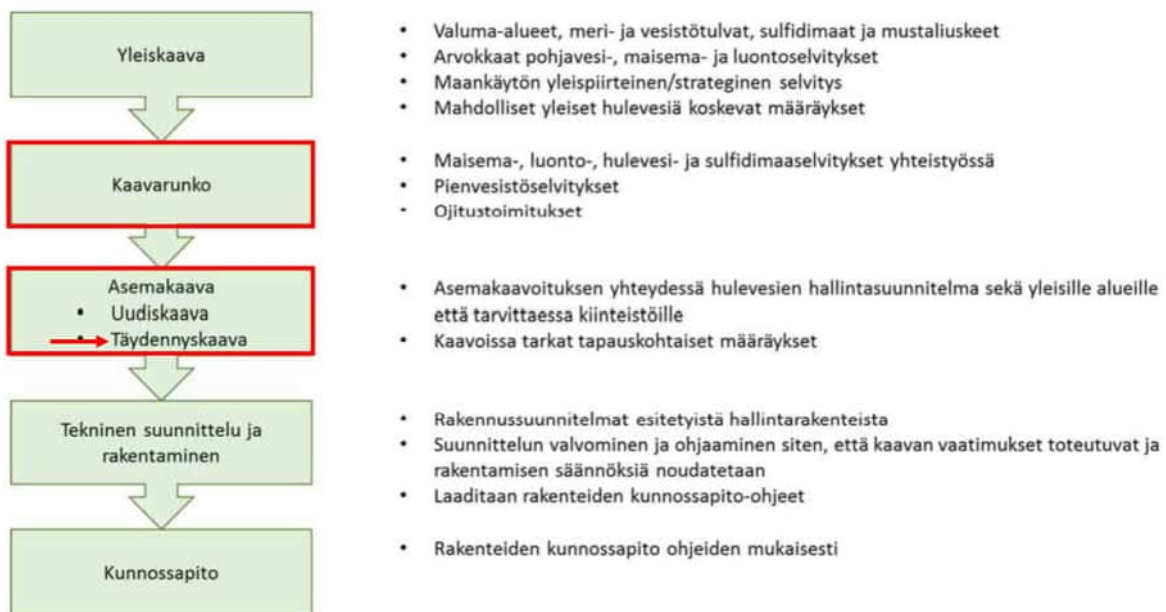 Yleiskaava
• Valuma-alueet, meri- ja vesistötulvat, sulfidimaat ja mustaliuskeet
• Arvokkaat pohjavesi-, maisema- ja luontoselvitykset
• Maankäytön yleispiirteinen/strateginen selvitys
• Mahdolliset yleiset hulevesiä koskevat määräykset
Kaavarunko
• Maisema-, luonto-, hulevesi- ja sulfidimaaselvitykset yhteistyössä
• Pienvesistöselvitykset
• Ojitustoimitukset
Asemakaava
• Uudiskaava
• Täydennyskaava
• Asemakaavoituksen yhteydessä hulevesien hallintasuunnitelma sekä yleisille alueille
että tarvittaessa kiinteistöille
• Kaavoissa tarkat tapauskohtaiset määräykset
Tekninen suunnittelu ja
rakentaminen
• Rakennussuunnitelmat esitetyistä hallintarakenteista
• Suunnittelun valvominen ja ohjaaminen siten, että kaavan vaatimukset toteutuvat ja
rakentamisen säännöksiä noudatetaan
• Laaditaan rakenteiden kunnossapito-ohjeet
Kunnossapito
• Rakenteiden kunnossapito ohjeiden mukaisesti